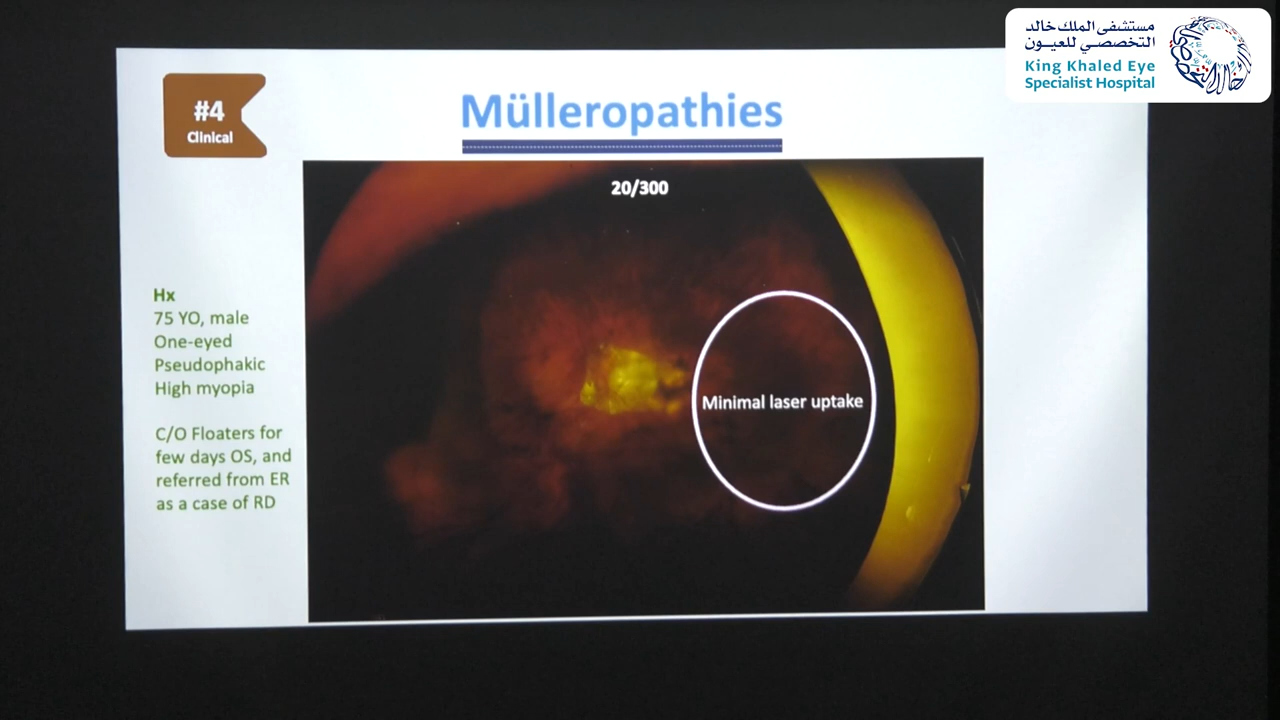 مستشفى الملك خالد
التخصصي للعيون
King Khaled Eye
Specialist Hospital
#4
Clinical
Mülleropathies
20/300
Hx
75 YO, male
One-eyed
Pseudophakic
High myopia
C/O Floaters for
few days OS, and
referred from ER
as a case of RD
Minimal laser uptake